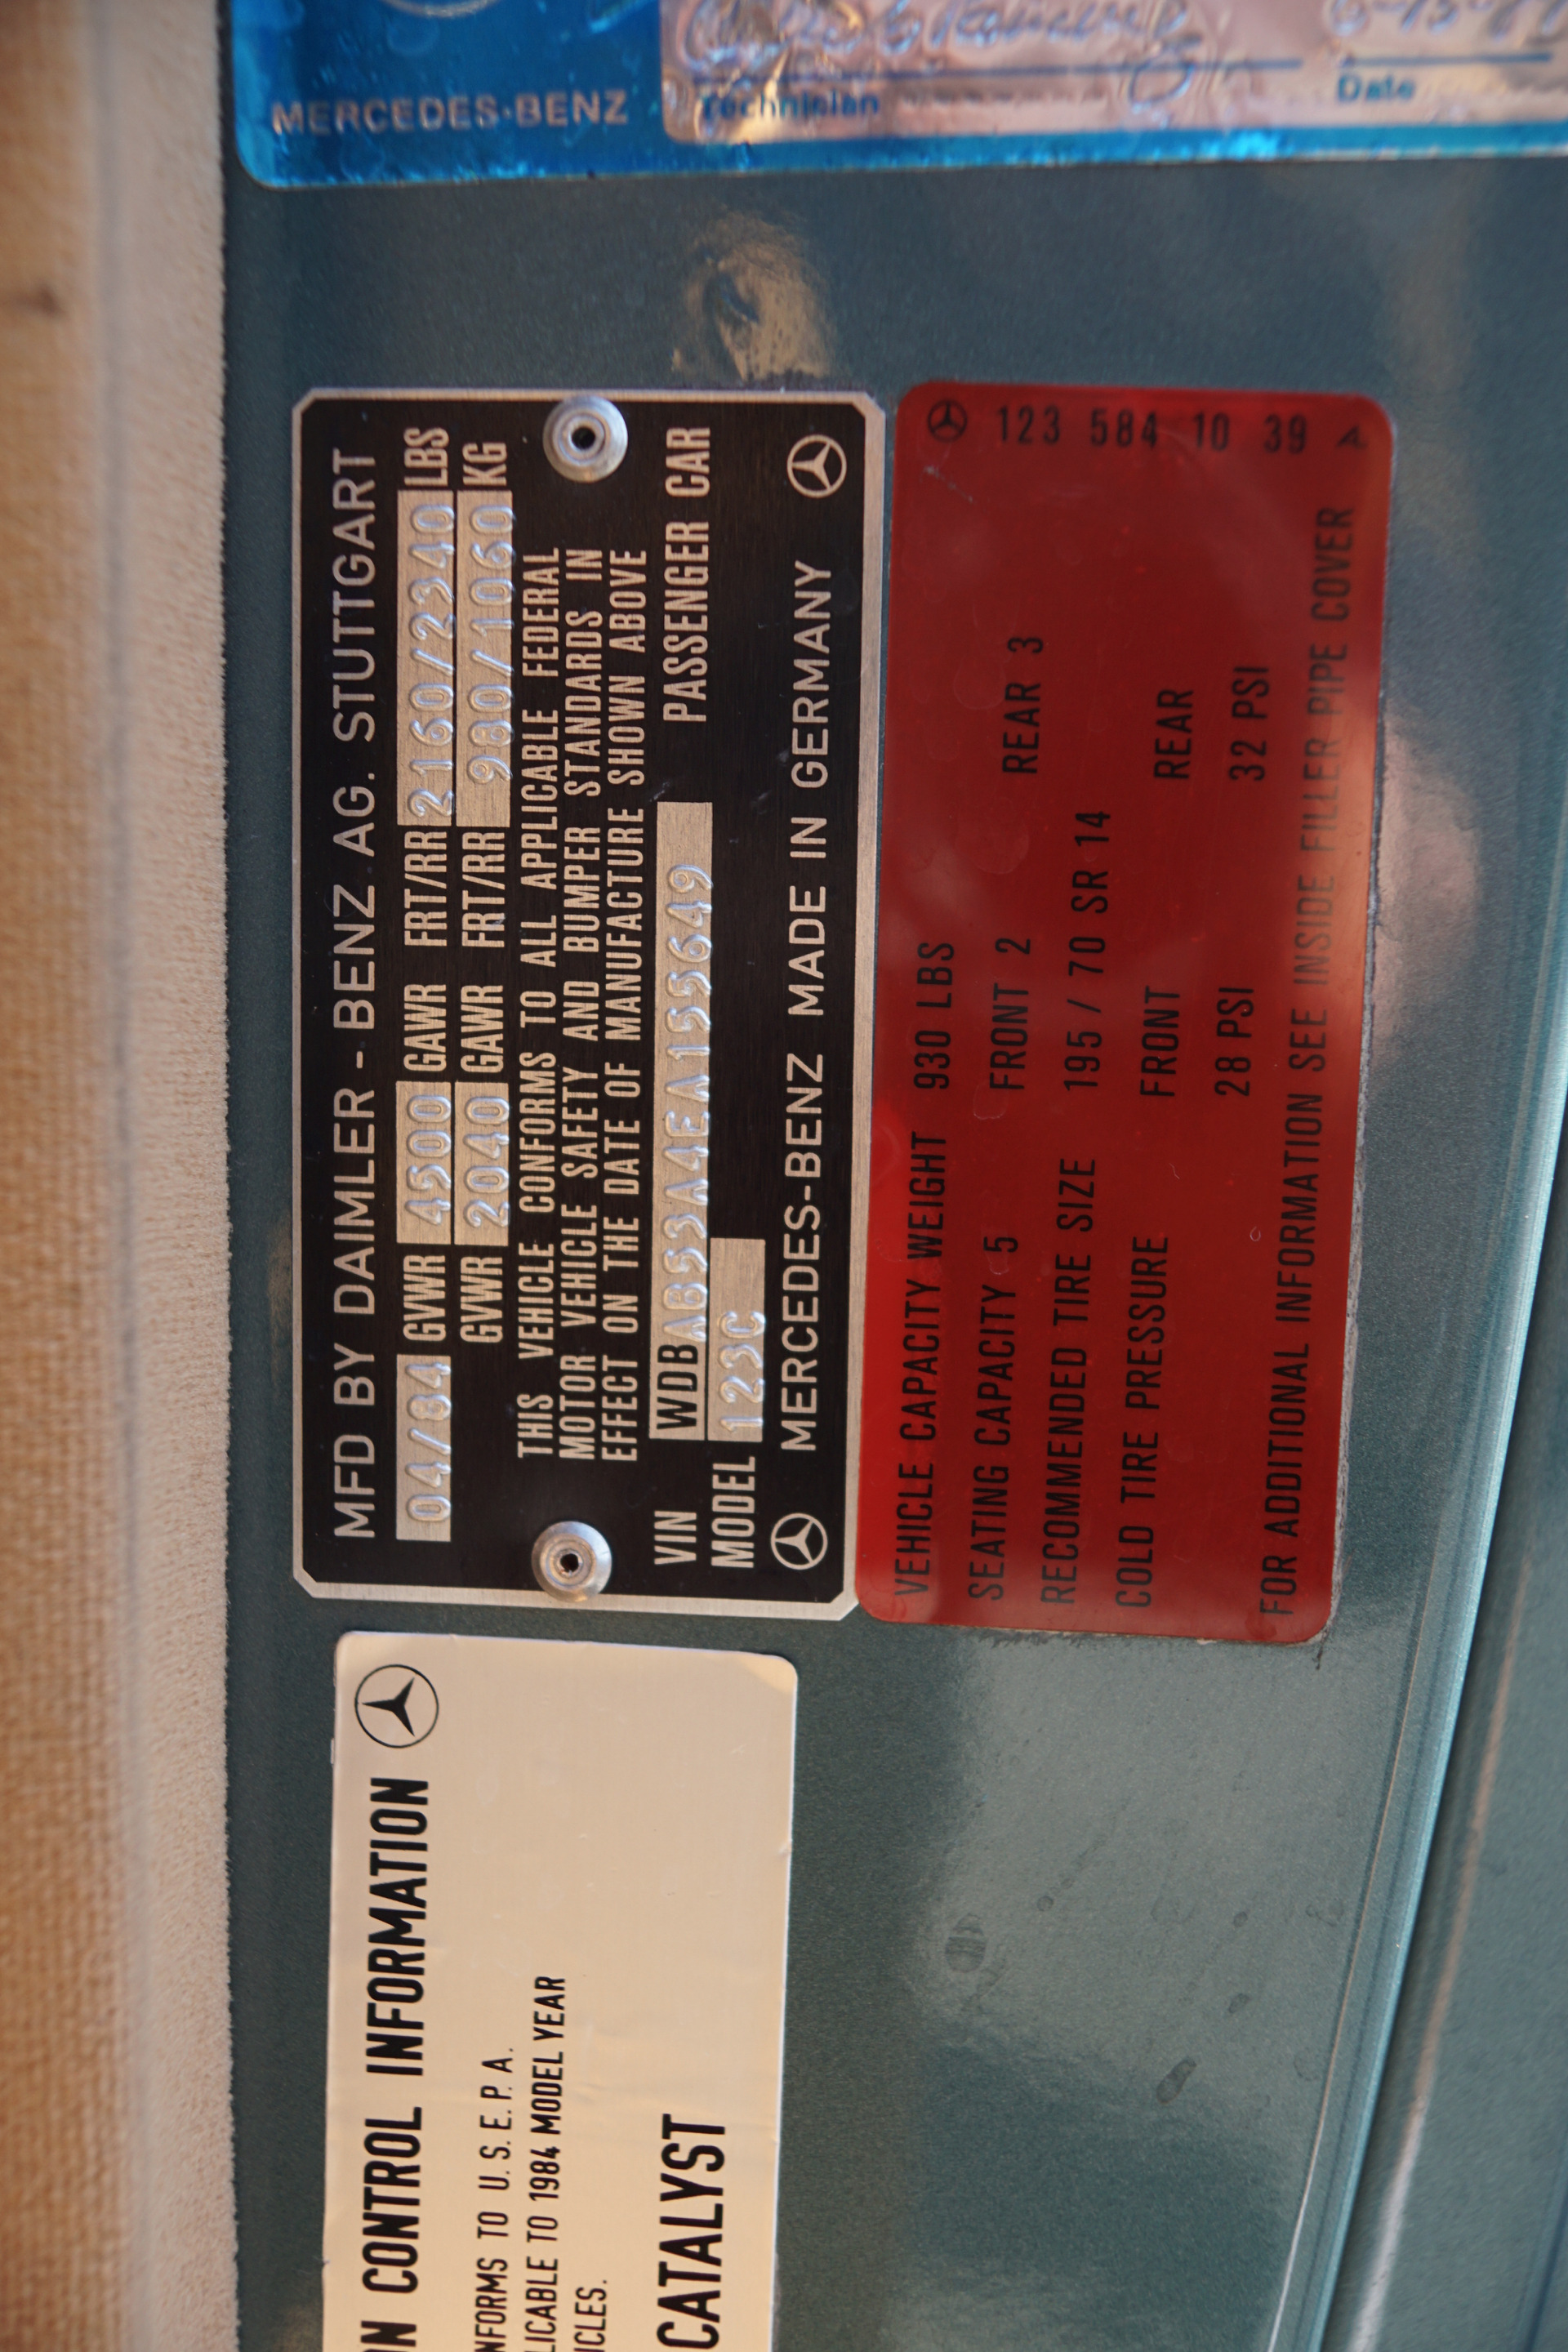 MERCEDES-BENZ
Technician
Date
MFD BY DAIMLER - BENZ AG. STUTTGART
04/84 GVWR 4500 GAWR FRT/RR 2160/2340 LBS
GVWR 2040 GAWR FRT/RR 980/1060 KG
THIS VEHICLE CONFORMS TO ALL APPLICABLE FEDERAL
MOTOR VEHICLE SAFETY AND BUMPER STANDARDS IN
EFFECT ON THE DATE OF MANUFACTURE SHOWN ABOVE
VIN WDBAB53A4EA155649 PASSENGER CAR
MODEL 123C
MERCEDES-BENZ MADE IN GERMANY
123 584 10 39 A
VEHICLE CAPACITY WEIGHT 930 LBS
SEATING CAPACITY 5 FRONT 2 REAR 3
RECOMMENDED TIRE SIZE 195 / 70 SR 14
COLD TIRE PRESSURE FRONT REAR
28 PSI 32 PSI
FOR ADDITIONAL INFORMATION SEE INSIDE FILLER PIPE COVER
ON CONTROL INFORMATION
NFORMS TO U. S. E. P. A.
LICABLE TO 1984 MODEL YEAR
ICLES.
CATALYST